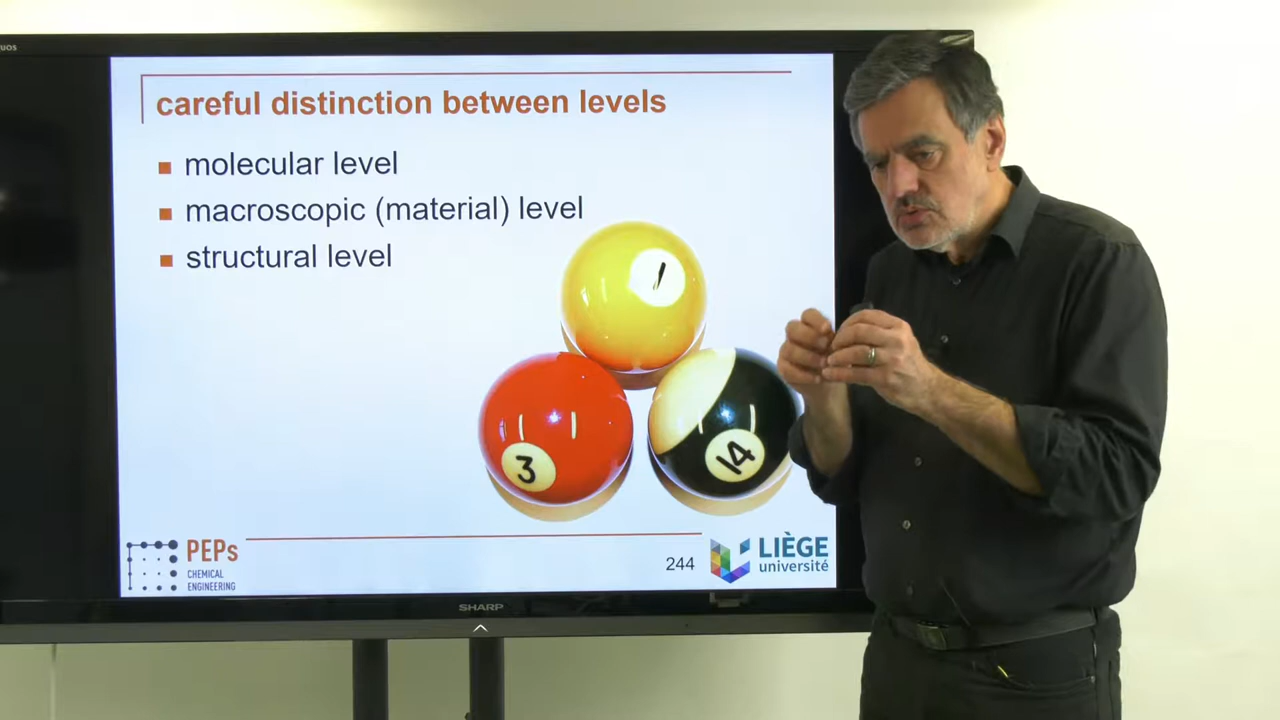 careful distinction between levels
molecular level
macroscopic (material) level
structural level
1
3
14
PEPs
CHEMICAL
ENGINEERING
244
LIÈGE
université
SHARP